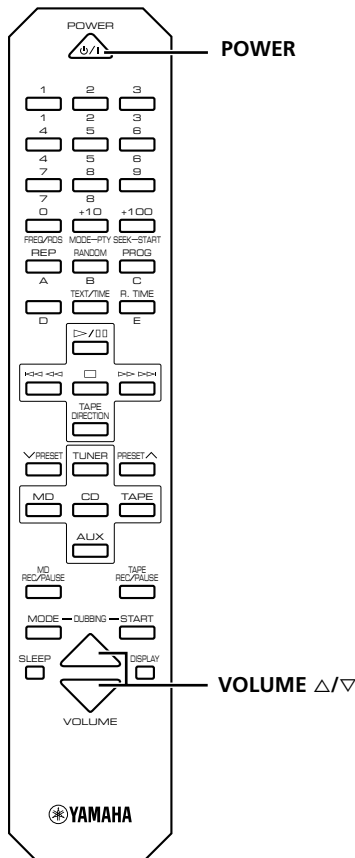 POWER
⏻/I
POWER
1 2 3
1 2 3
4 5 6
4 5 6
7 8 9
7 8
0 +10 +100
FREQ/RDS MODE–PTY SEEK–START
REP RANDOM PROG
A B C
TEXT/TIME R. TIME
D E
TAPE
DIRECTION
PRESET TUNER PRESET
MD CD TAPE
AUX
MD
REC/PAUSE
TAPE
REC/PAUSE
MODE – DUBBING – START
SLEEP DISPLAY
VOLUME △/▽
VOLUME
YAMAHA